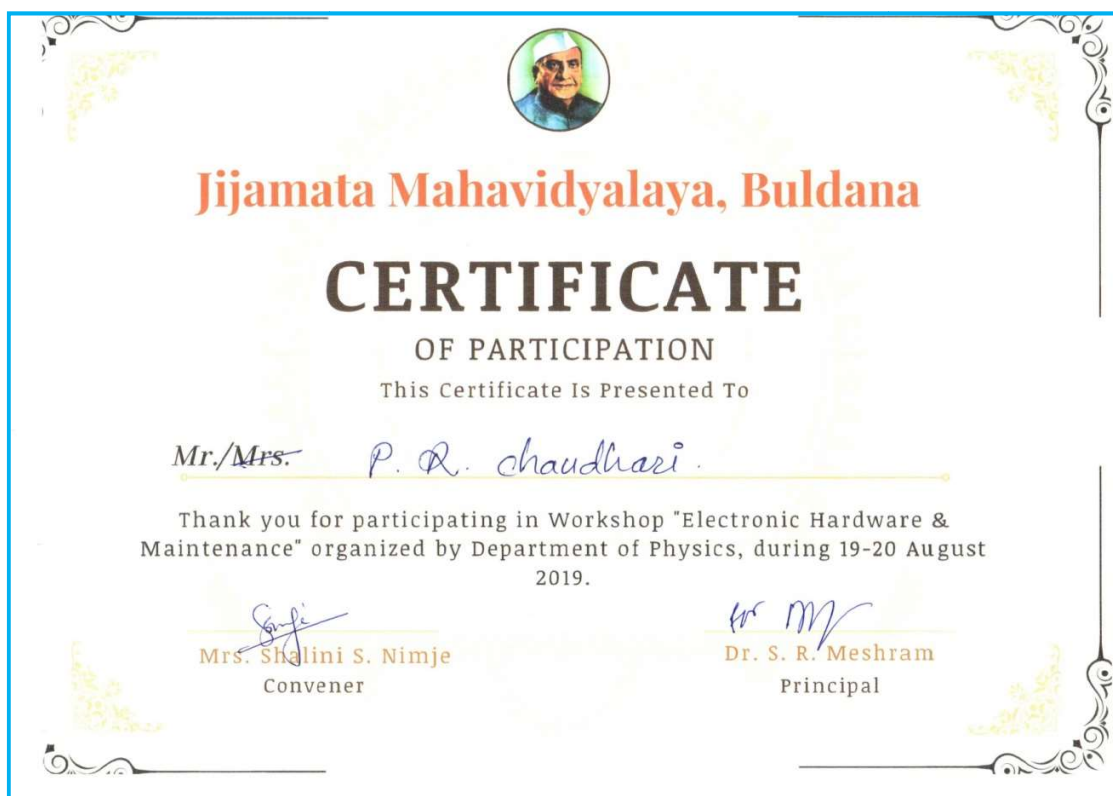 Jijamata Mahavidyalaya, Buldana
CERTIFICATE
OF PARTICIPATION
This Certificate Is Presented To
Mr./Mrs. P. R. chaudhari.
Thank you for participating in Workshop "Electronic Hardware &
Maintenance" organized by Department of Physics, during 19-20 August
2019.
for
Mrs. Shalini S. Nimje Dr. S. R. Meshram
Convener Principal